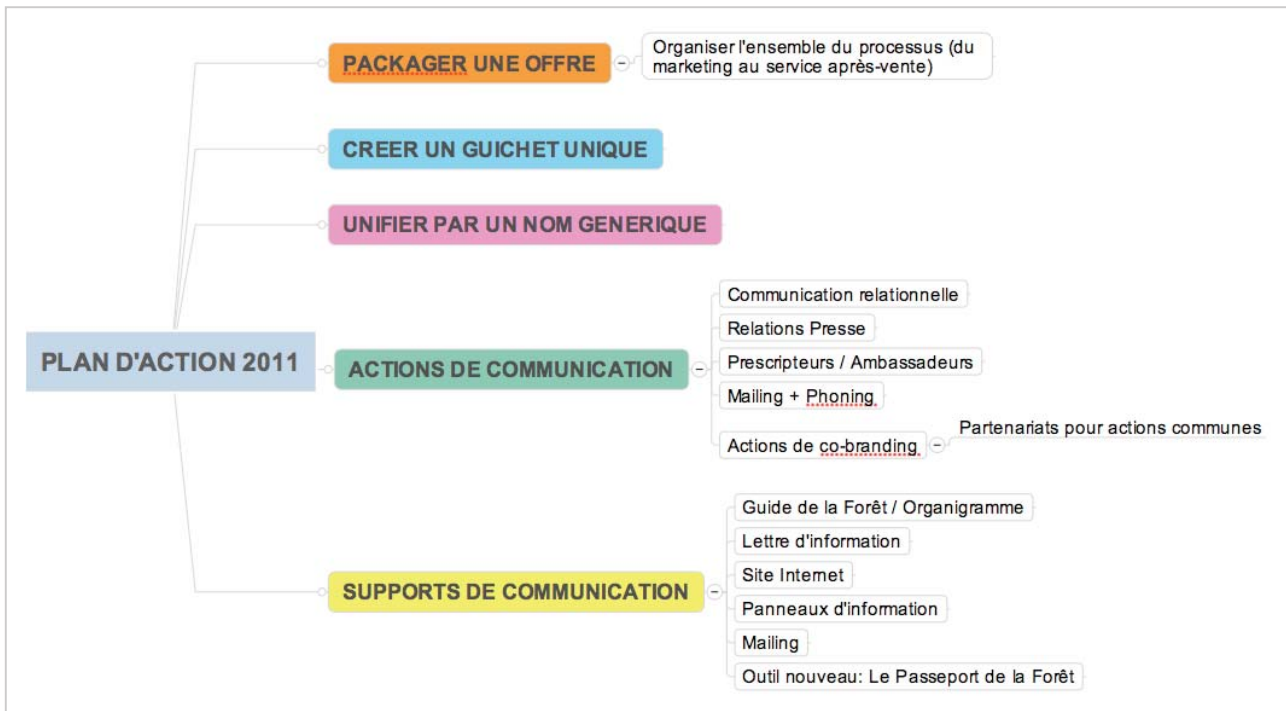 PACKAGER UNE OFFRE
Organiser l'ensemble du processus (du
marketing au service après-vente)
CREER UN GUICHET UNIQUE
UNIFIER PAR UN NOM GENERIQUE
PLAN D'ACTION 2011
ACTIONS DE COMMUNICATION
Communication relationnelle
Relations Presse
Prescripteurs / Ambassadeurs
Mailing + Phoning
Actions de co-branding
Partenariats pour actions communes
SUPPORTS DE COMMUNICATION
Guide de la Forêt / Organigramme
Lettre d'information
Site Internet
Panneaux d'information
Mailing
Outil nouveau: Le Passeport de la Forêt